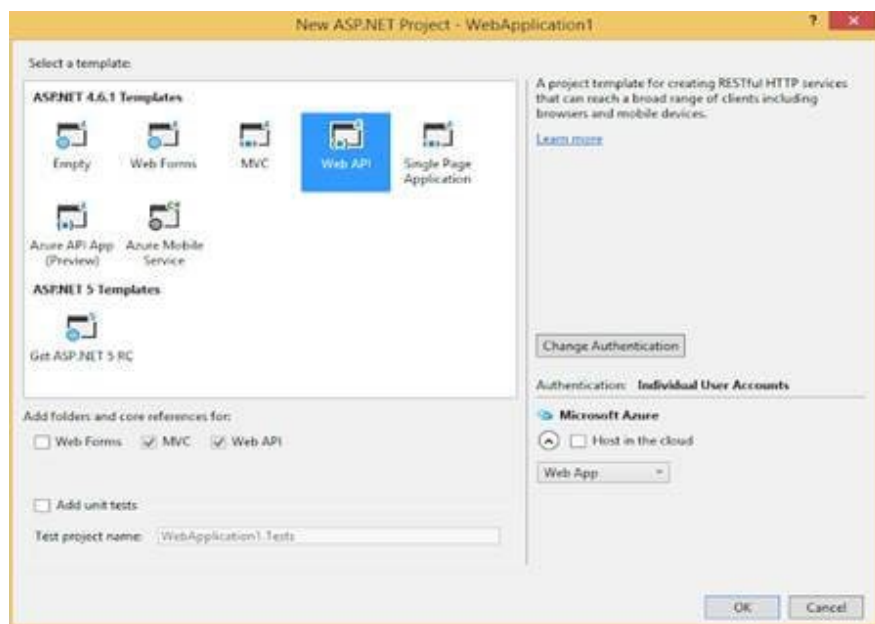 New ASP.NET Project - WebApplication1
?
Select a template:
ASP.NET 4.6.1 Templates
Empty
Web Forms
MVC
Web API
Single Page
Application
Azure API App
(Preview)
Azure Mobile
Service
ASP.NET 5 Templates
Get ASP.NET 5 RC
A project template for creating RESTful HTTP services
that can reach a broad range of clients including
browsers and mobile devices.
Learn more
Change Authentication
Authentication: Individual User Accounts
Microsoft Azure
Host in the cloud
Web App
Add folders and core references for:
Web Forms
MVC
Web API
Add unit tests
Test project name: WebApplication1.Tests
OK
Cancel